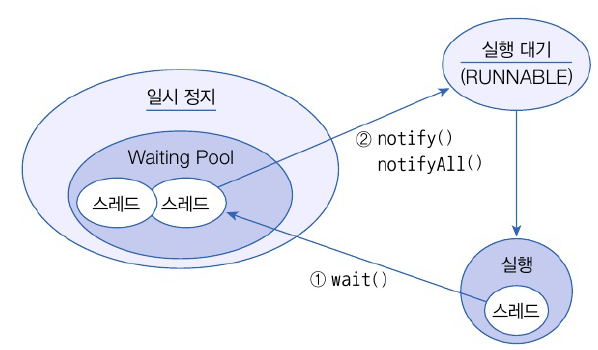 실행 대기
(RUNNABLE)
일시 정지
② notify()
notifyAll()
Waiting Pool
스레드
스레드
실행
① wait()
스레드